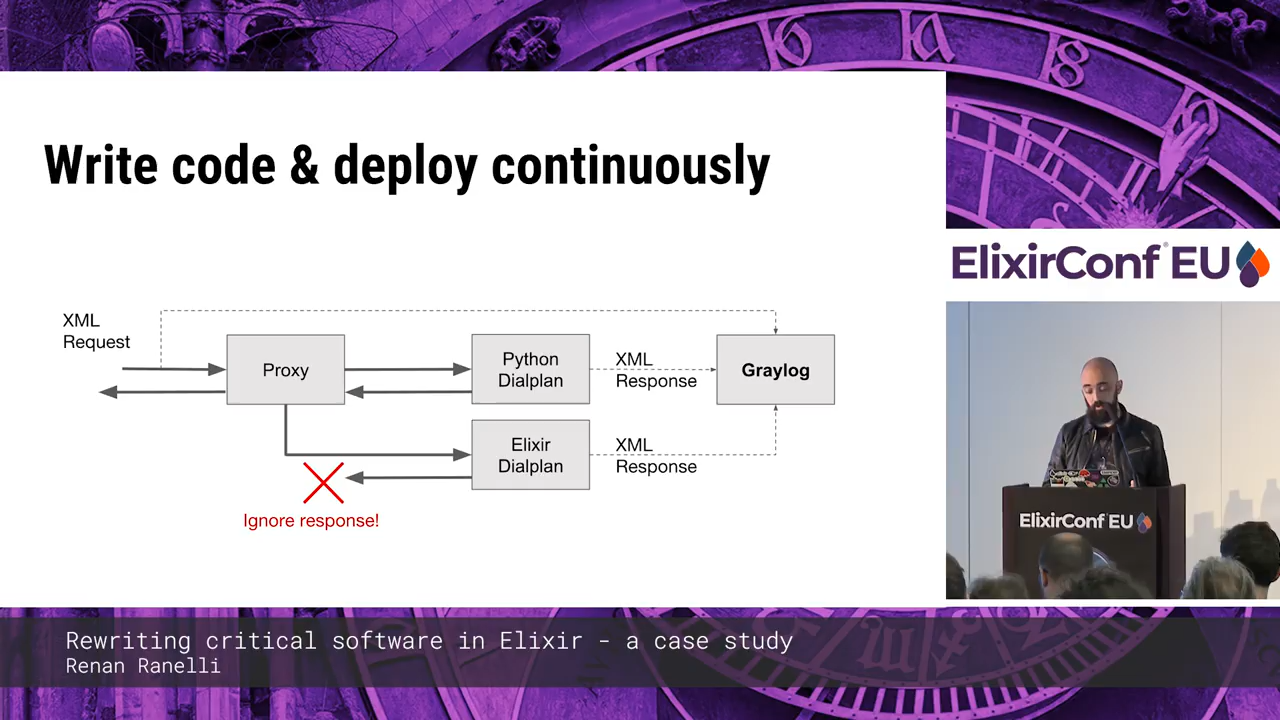 Write code & deploy continuously
XML
Request
Proxy
Python
Dialplan
XML
Response
Graylog
Elixir
Dialplan
XML
Response
Ignore response!
ElixirConf® EU
ElixirConf EU
Rewriting critical software in Elixir - a case study
Renan Ranelli